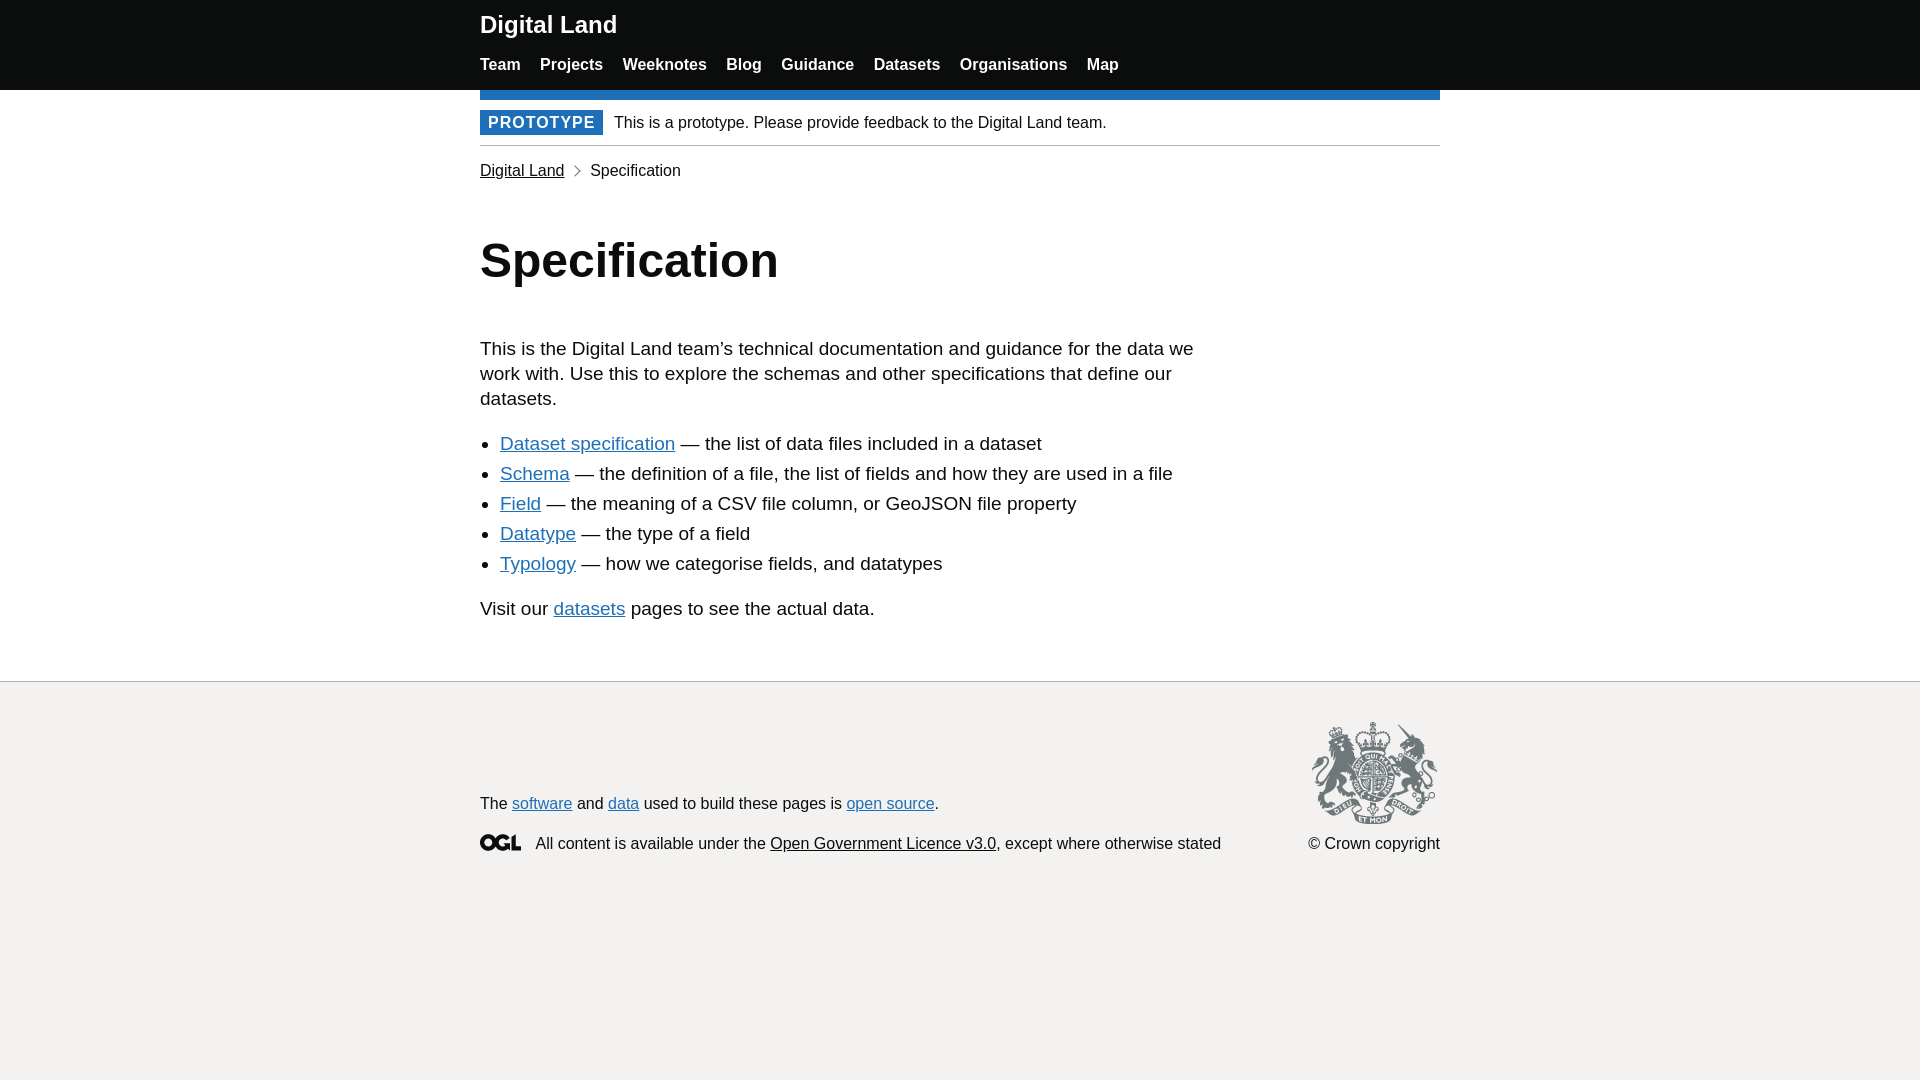 Digital Land
Team Projects Weeknotes Blog Guidance Datasets Organisations Map
PROTOTYPE This is a prototype. Please provide feedback to the Digital Land team.
Digital Land Specification
Specification
This is the Digital Land team’s technical documentation and guidance for the data we
work with. Use this to explore the schemas and other specifications that define our
datasets.
Dataset specification — the list of data files included in a dataset
Schema — the definition of a file, the list of fields and how they are used in a file
Field — the meaning of a CSV file column, or GeoJSON file property
Datatype — the type of a field
Typology — how we categorise fields, and datatypes
Visit our datasets pages to see the actual data.
The software and data used to build these pages is open source.
DIEU ET MON DROIT
OGL All content is available under the Open Government Licence v3.0, except where otherwise stated
© Crown copyright